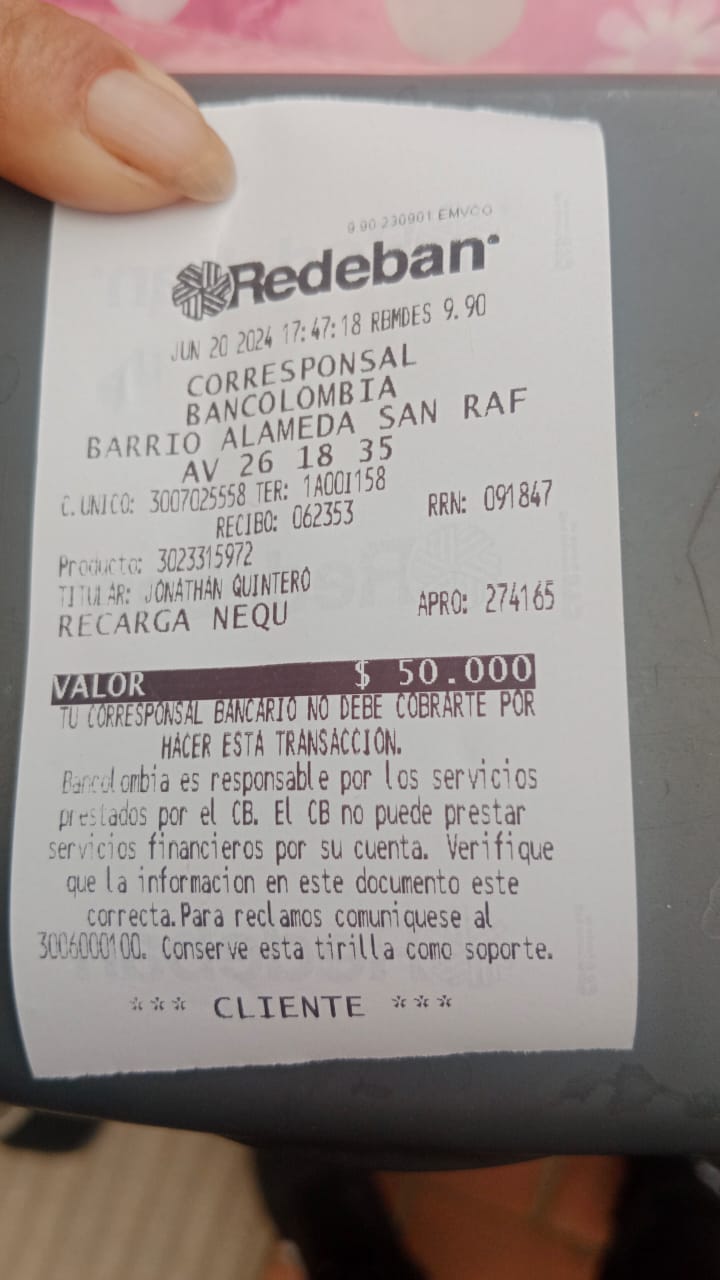 9.90 230901 EMVCO
Redeban
JUN 20 2024 17:47:18 RBMDES 9.90
CORRESPONSAL
BANCOLOMBIA
BARRIO ALAMEDA SAN RAF
AV 26 18 35
C. UNICO: 3007025558 TER: 1A00I158
RECIBO: 062353 RRN: 091847
Producto: 3023315972
TITULAR: JONATHAN QUINTERO
RECARGA NEQU APRO: 274165
VALOR $ 50.000
TU CORRESPONSAL BANCARIO NO DEBE COBRARTE POR
HACER ESTA TRANSACCION.
Bancolombia es responsable por los servicios
prestados por el CB. El CB no puede prestar
servicios financieros por su cuenta. Verifique
que la informacion en este documento este
correcta.Para reclamos comuniquese al
3006000100. Conserve esta tirilla como soporte.
*** CLIENTE ***